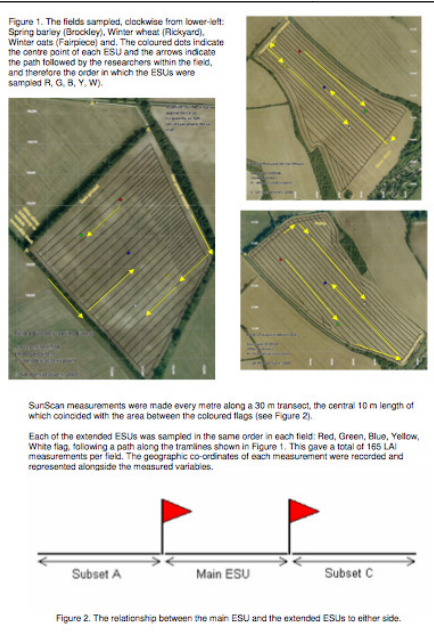 Figure 1. The fields sampled, clockwise from lower-left:
Spring barley (Brockley), Winter wheat (Rickyard),
Winter oats (Fairpiece) and. The coloured dots indicate
the centre point of each ESU and the arrows indicate
the path followed by the researchers within the field,
and therefore the order in which the ESUs were
sampled R, G, B, Y, W).
SunScan measurements were made every metre along a 30 m transect, the central 10 m length of
which coincided with the area between the coloured flags (see Figure 2).
Each of the extended ESUs was sampled in the same order in each field: Red, Green, Blue, Yellow,
White flag, following a path along the tramlines shown in Figure 1. This gave a total of 165 LAI
measurements per field. The geographic co-ordinates of each measurement were recorded and
represented alongside the measured variables.
Subset A Main ESU Subset C
Figure 2. The relationship between the main ESU and the extended ESUs to either side.